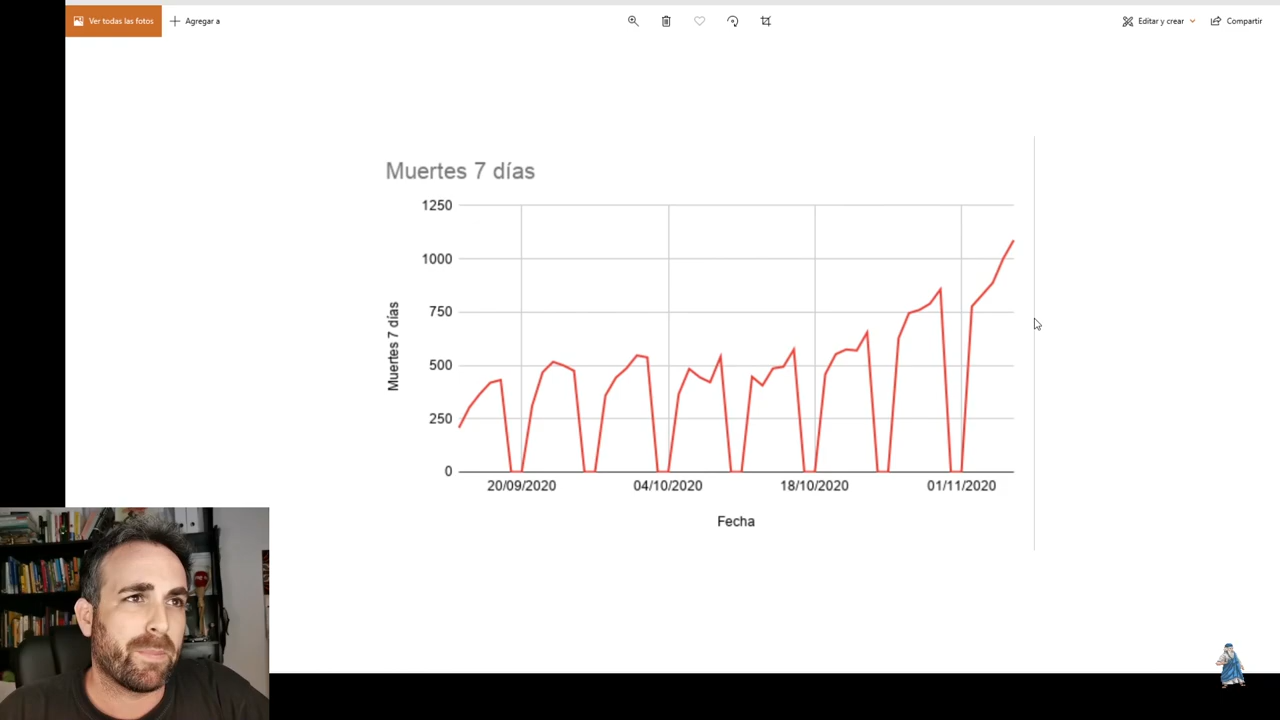 Ver todas las fotos
Agregar a
Editar y crear
Compartir
Muertes 7 días
1250
1000
750
500
250
0
Muertes 7 días
20/09/2020 04/10/2020 18/10/2020 01/11/2020
Fecha